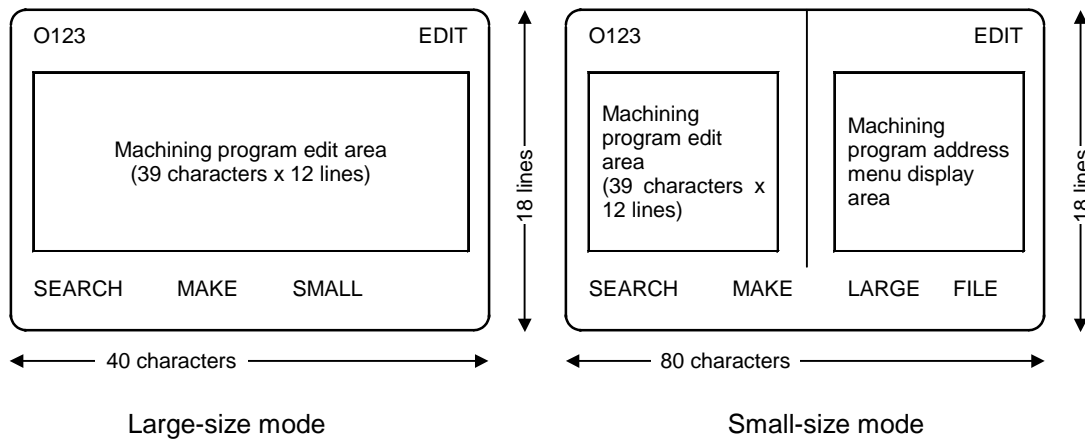 O123 EDIT
Machining program edit area
(39 characters x 12 lines)
SEARCH MAKE SMALL
18 lines
40 characters
Large-size mode
O123 EDIT
Machining
program edit
area
(39 characters x
12 lines)
Machining
program address
menu display
area
SEARCH MAKE LARGE FILE
18 lines
80 characters
Small-size mode